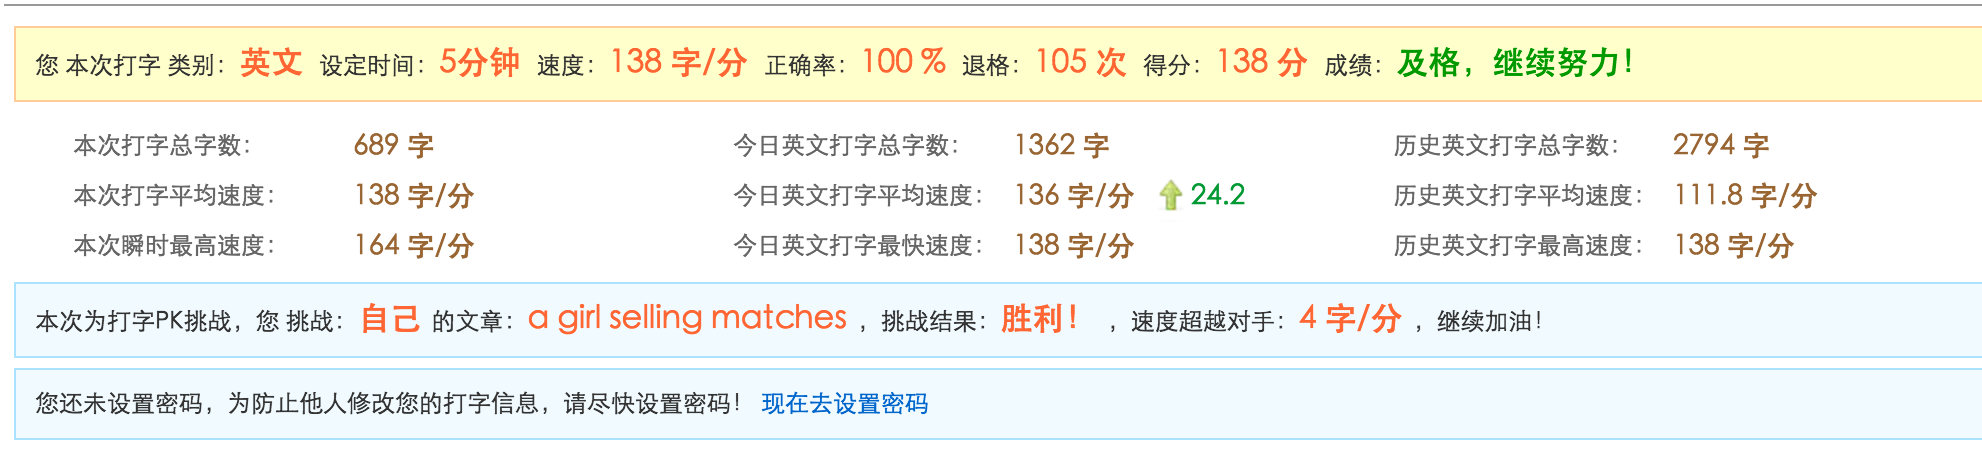 您 本次打字 类别： 英文 设定时间： 5分钟 速度： 138 字/分 正确率： 100 % 退格： 105 次 得分： 138 分 成绩： 及格，继续努力！
本次打字总字数： 689 字 今日英文打字总字数： 1362 字 历史英文打字总字数： 2794 字
本次打字平均速度： 138 字/分 今日英文打字平均速度： 136 字/分 24.2 历史英文打字平均速度： 111.8 字/分
本次瞬时最高速度： 164 字/分 今日英文打字最快速度： 138 字/分 历史英文打字最高速度： 138 字/分
本次为打字PK挑战，您 挑战： 自己 的文章： a girl selling matches ，挑战结果： 胜利！ ，速度超越对手： 4 字/分 ，继续加油！
您还未设置密码，为防止他人修改您的打字信息，请尽快设置密码！ 现在去设置密码